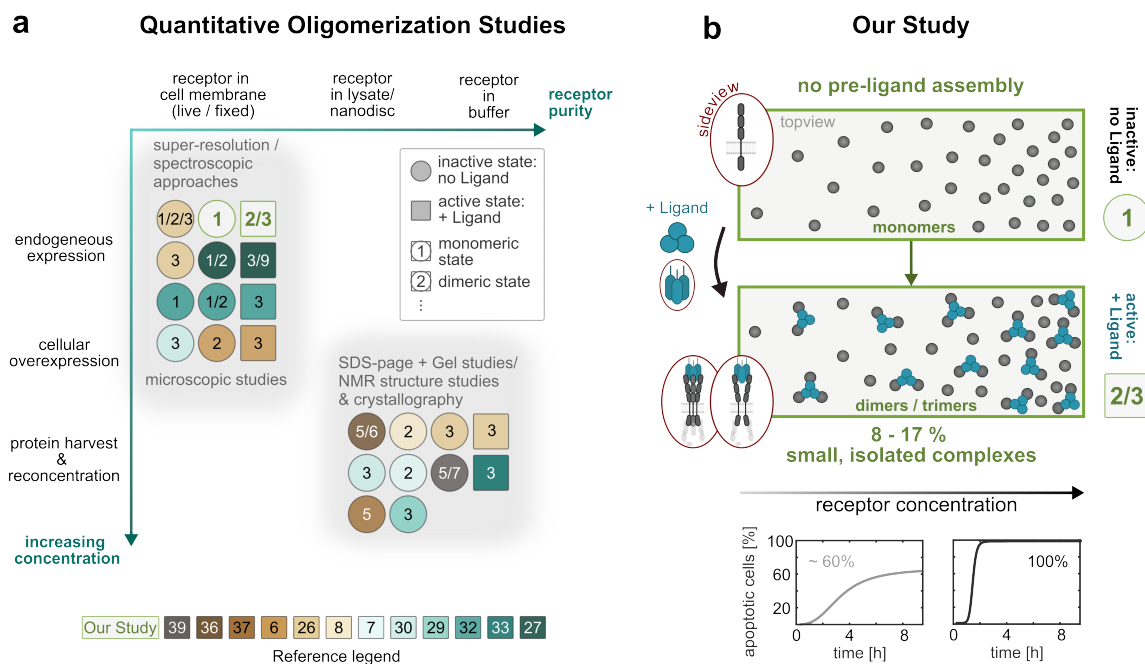 a
Quantitative Oligomerization Studies
receptor in
cell membrane
(live / fixed)
receptor
in lysate/
nanodisc
receptor
in
buffer
receptor
purity
super-resolution /
spectroscopic
approaches
1/2/3
1
2/3
3
1/2
3/9
1
1/2
3
3
2
3
microscopic studies
inactive state:
no Ligand
active state:
+ Ligand
1
monomeric
state
2
dimeric state
⋮
endogeneous
expression
cellular
overexpression
protein harvest
&
reconcentration
increasing
concentration
SDS-page + Gel studies/
NMR structure studies
& crystallography
5/6
2
3
3
3
2
5/7
3
5
3
Our Study
39
36
37
6
26
8
7
30
29
32
33
27
Reference legend
b
Our Study
no pre-ligand assembly
sideview
topview
monomers
inactive:
no Ligand
1
+ Ligand
dimers / trimers
active:
+ Ligand
2/3
8 - 17 %
small, isolated complexes
receptor concentration
apoptotic cells [%]
100
60
20
~ 60%
0
4
8
time [h]
100%
0
4
8
time [h]